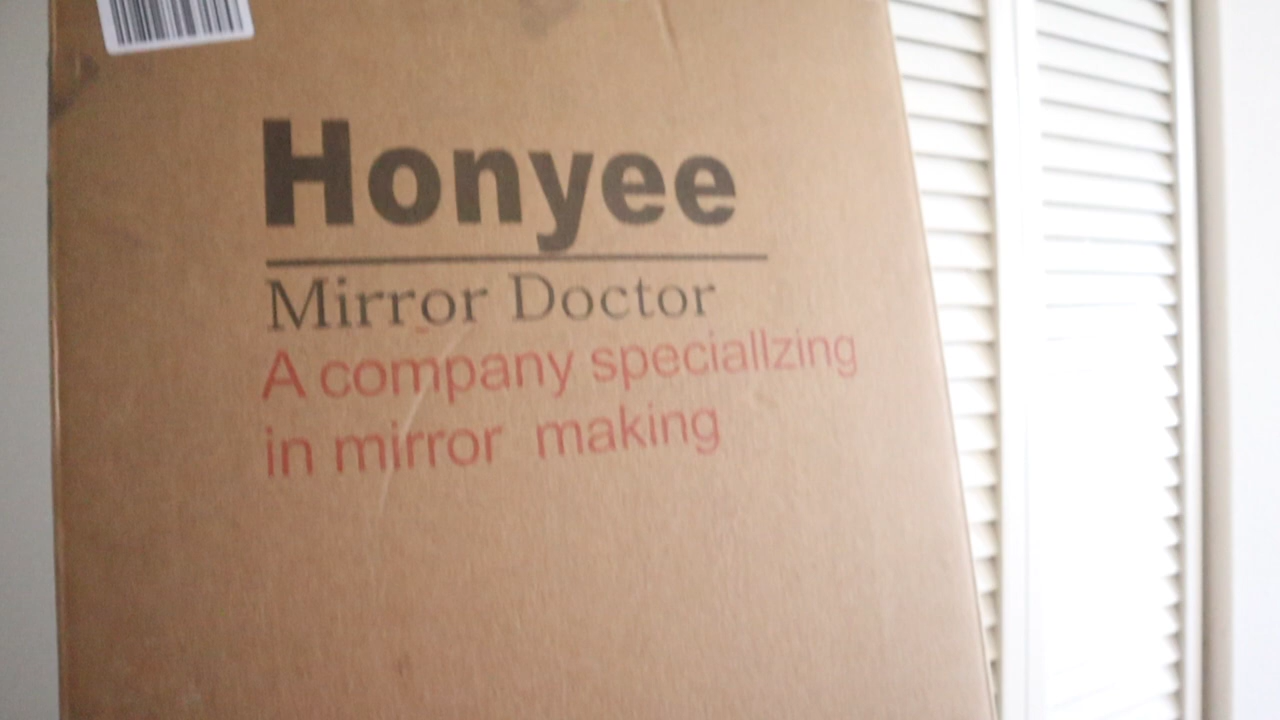 Honyee
Mirror Doctor
A company speciallzing
in mirror making